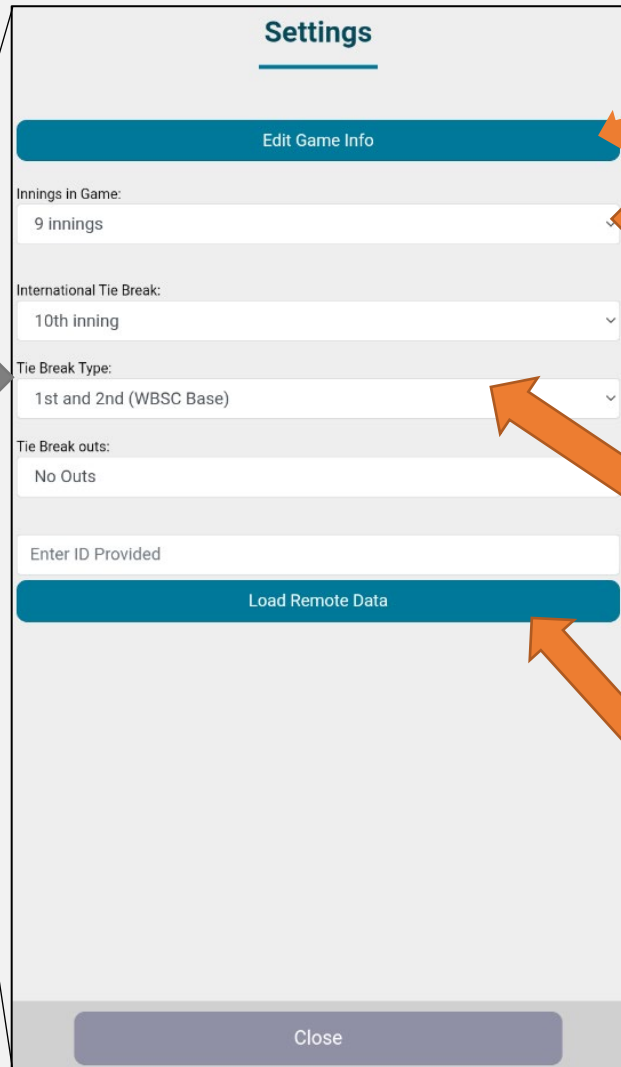 Settings
Edit Game Info
Innings in Game:
9 innings
International Tie Break:
10th inning
Tie Break Type:
1st and 2nd (WBSC Base)
Tie Break outs:
No Outs
Enter ID Provided
Load Remote Data
Close